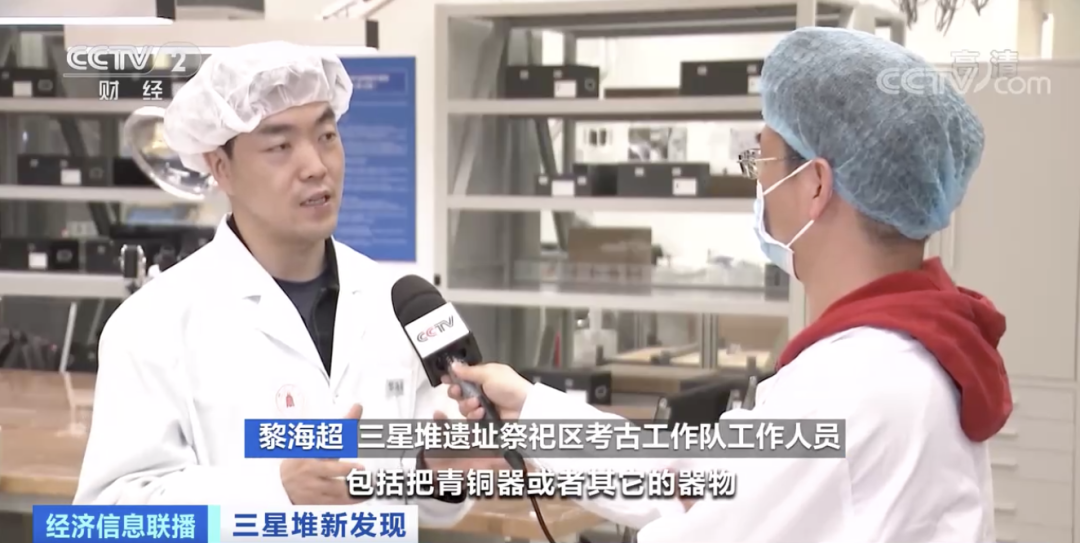 CCTV 2
财 经
高清
CCTV.com
CCTV
黎海超 三星堆遗址祭祀区考古工作队工作人员
包括把青铜器或者其它的器物
经济信息联播 三星堆新发现